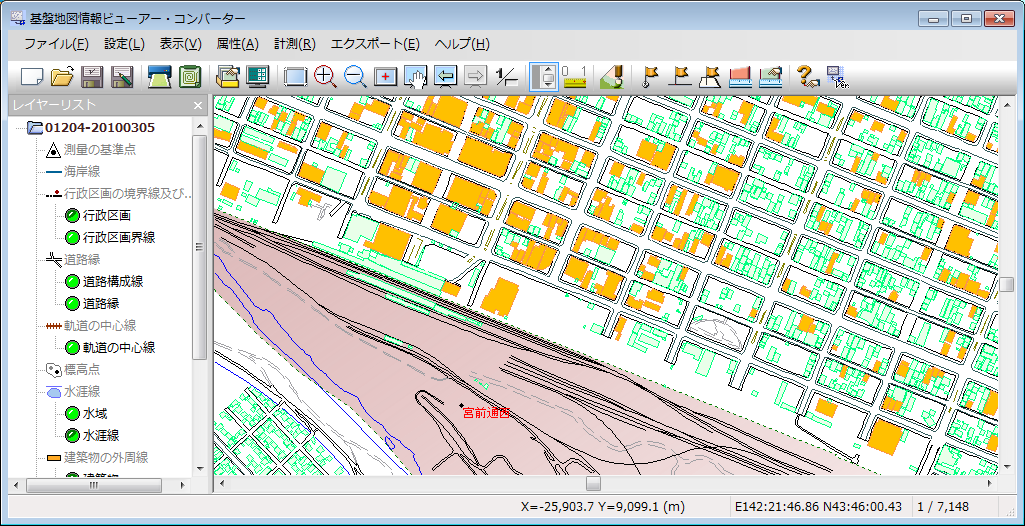 基盤地図情報ビューアー・コンバーター
ファイル(F) 設定(L) 表示(V) 属性(A) 計測(R) エクスポート(E) ヘルプ(H)
レイヤーリスト
01204-20100305
測量の基準点
海岸線
行政区画の境界線及び...
行政区画
行政区画界線
道路縁
道路構成線
道路縁
軌道の中心線
軌道の中心線
標高点
水涯線
水域
水涯線
建築物の外周線
建築物
宮前通西
X=-25,903.7 Y=9,099.1 (m) E142:21:46.86 N43:46:00.43 1 / 7,148